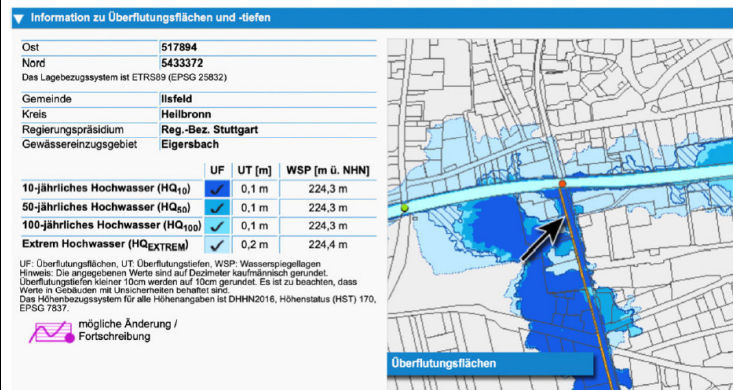 Information zu Überflutungsflächen und -tiefen
Ost 517894
Nord 5433372
Das Lagebezugssystem ist ETRS89 (EPSG 25832)
Gemeinde Ilsfeld
Kreis Heilbronn
Regierungspräsidium Reg.-Bez. Stuttgart
Gewässereinzugsgebiet Eigersbach
UF UT [m] WSP [m ü. NHN]
10-jährliches Hochwasser (HQ10) 0,1 m 224,3 m
50-jährliches Hochwasser (HQ50) 0,1 m 224,3 m
100-jährliches Hochwasser (HQ100) 0,1 m 224,3 m
Extrem Hochwasser (HQEXTREM) 0,2 m 224,4 m
UF: Überflutungsflächen, UT: Überflutungstiefen, WSP: Wasserspiegellagen
Hinweis: Die angegebenen Werte sind auf Dezimeter kaufmännisch gerundet.
Überflutungstiefen kleiner 10cm werden auf 10cm gerundet. Es ist zu beachten, dass
Werte in Gebäuden mit Unsicherheiten behaftet sind.
Das Höhenbezugssystem für alle Höhenangaben ist DHHN2016, Höhenstatus (HST) 170,
EPSG 7837.
mögliche Änderung /
Fortschreibung
Überflutungsflächen